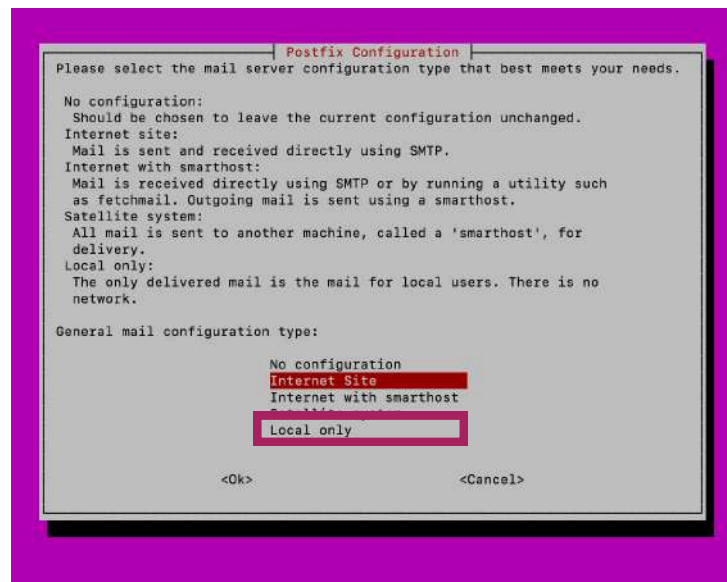 Postfix Configuration
Please select the mail server configuration type that best meets your needs.
No configuration:
Should be chosen to leave the current configuration unchanged.
Internet site:
Mail is sent and received directly using SMTP.
Internet with smarthost:
Mail is received directly using SMTP or by running a utility such
as fetchmail. Outgoing mail is sent using a smarthost.
Satellite system:
All mail is sent to another machine, called a 'smarthost', for
delivery.
Local only:
The only delivered mail is the mail for local users. There is no
network.
General mail configuration type:
No configuration
Internet Site
Internet with smarthost
Local only
<Ok> <Cancel>